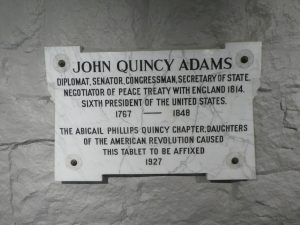 JOHN QUINCY ADAMS
DIPLOMAT, SENATOR, CONGRESSMAN, SECRETARY OF STATE,
NEGOTIATOR OF PEACE TREATY WITH ENGLAND 1814,
SIXTH PRESIDENT OF THE UNITED STATES.
1767 — 1848
THE ABIGAIL PHILLIPS QUINCY CHAPTER, DAUGHTERS
OF THE AMERICAN REVOLUTION CAUSED
THIS TABLET TO BE AFFIXED
1927